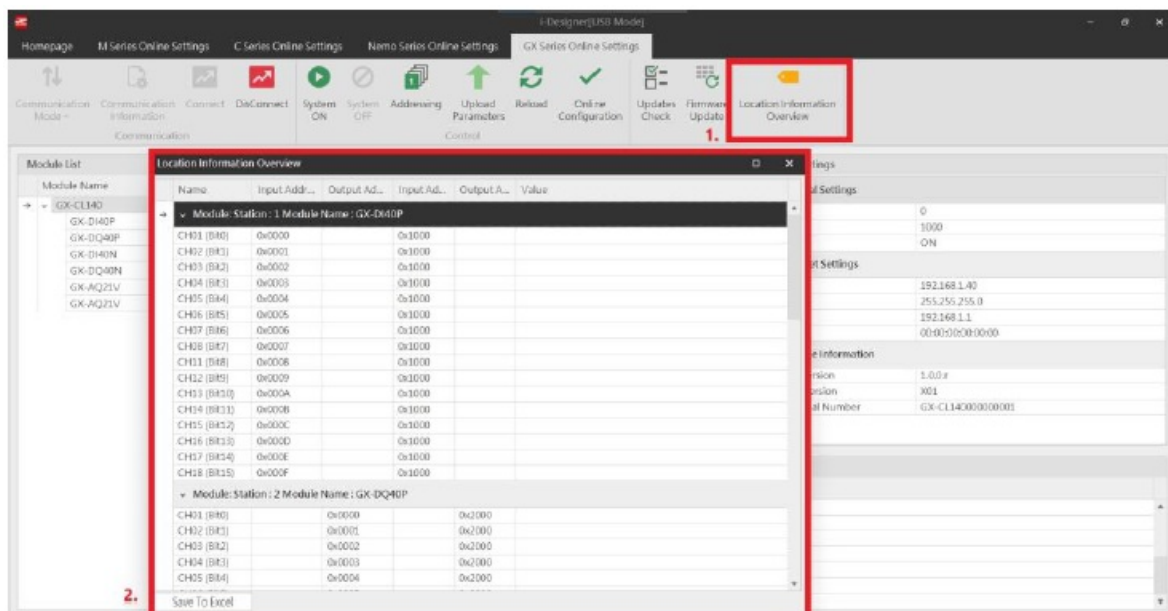 i-Designer[USB Mode]
Homepage M Series Online Settings C Series Online Settings Nemo Series Online Settings GX Series Online Settings
Communication Mode Communication Information Connect DisConnect System ON System OFF Addressing Upload Parameters Reload Online Configuration Updates Check Firmware Update Location Information Overview
Communication Control 1.
Module List Location Information Overview tings
Module Name Name Input Addr... Output Ad... Input Ad... Output A... Value al Settings
GX-CL140 Module: Station : 1 Module Name : GX-DI40P 0
GX-DI40P CH01 (Bit0) 0x0000 0x1000 1000
GX-DQ40P CH02 (Bit1) 0x0001 0x1000 ON
GX-DI40N CH03 (Bit2) 0x0002 0x1000 et Settings
GX-DQ40N CH04 (Bit3) 0x0003 0x1000 192.168.1.40
GX-AQ21V CH05 (Bit4) 0x0004 0x1000 255.255.255.0
GX-AQ21V CH06 (Bit5) 0x0005 0x1000 192.168.1.1
CH07 (Bit6) 0x0006 0x1000 00:00:00:00:00:00
CH08 (Bit7) 0x0007 0x1000
CH11 (Bit8) 0x0008 0x1000 e Information
CH12 (Bit9) 0x0009 0x1000 rsion 1.0.0.r
CH13 (Bit10) 0x000A 0x1000 ersion X01
CH14 (Bit11) 0x000B 0x1000 al Number GX-CL140000000001
CH15 (Bit12) 0x000C 0x1000
CH16 (Bit13) 0x000D 0x1000
CH17 (Bit14) 0x000E 0x1000
CH18 (Bit15) 0x000F 0x1000
Module: Station : 2 Module Name : GX-DQ40P
CH01 (Bit0) 0x0000 0x2000
CH02 (Bit1) 0x0001 0x2000
CH03 (Bit2) 0x0002 0x2000
CH04 (Bit3) 0x0003 0x2000
CH05 (Bit4) 0x0004 0x2000
2. Save To Excel